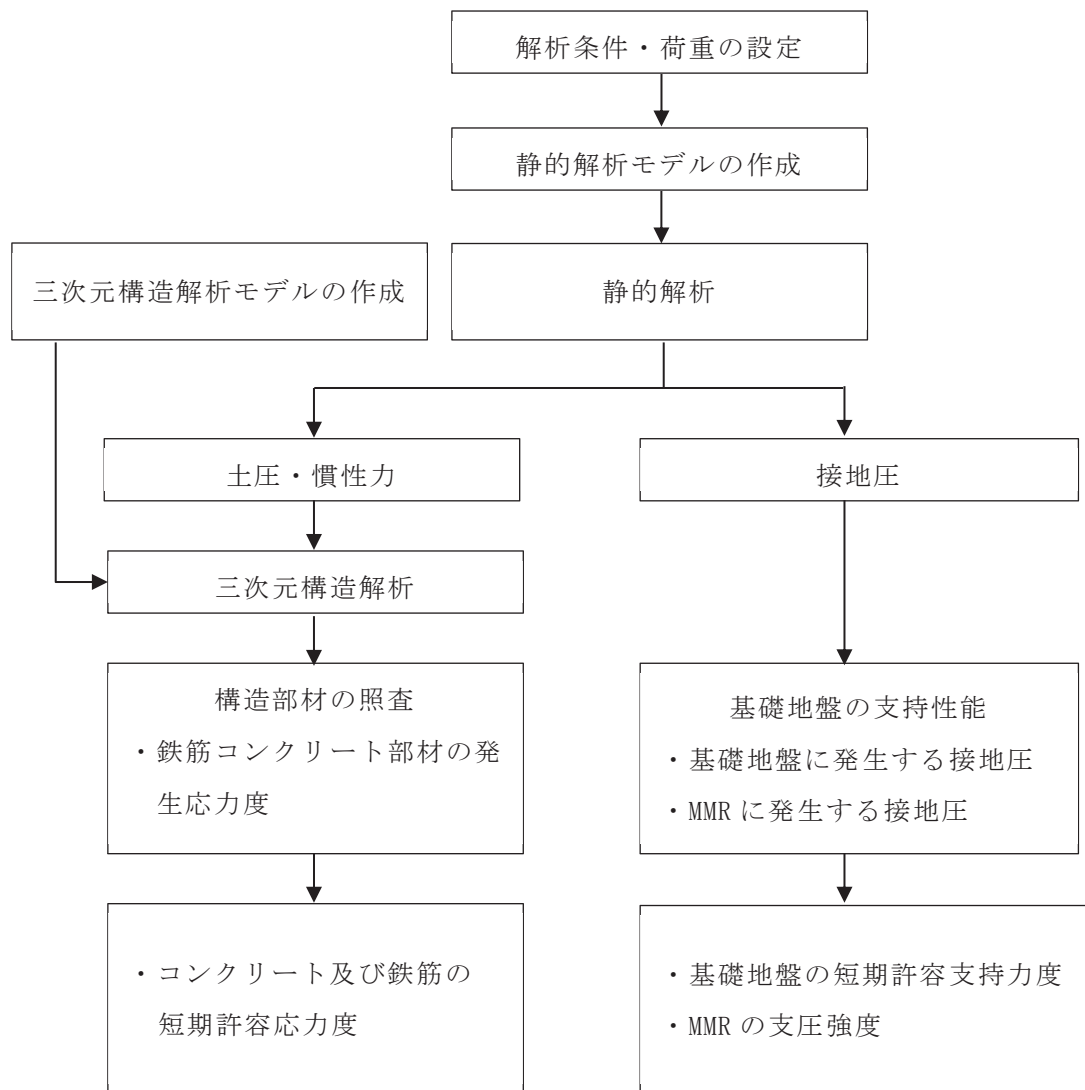 解析条件・荷重の設定
静的解析モデルの作成
三次元構造解析モデルの作成
静的解析
土圧・慣性力
接地圧
三次元構造解析
構造部材の照査
・鉄筋コンクリート部材の発
生応力度
基礎地盤の支持性能
・基礎地盤に発生する接地圧
・MMR に発生する接地圧
・コンクリート及び鉄筋の
短期許容応力度
・基礎地盤の短期許容支持力度
・MMR の支圧強度